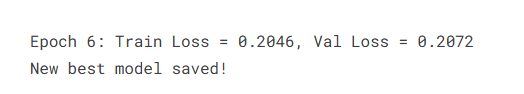 Epoch 6: Train Loss = 0.2046, Val Loss = 0.2072
New best model saved!